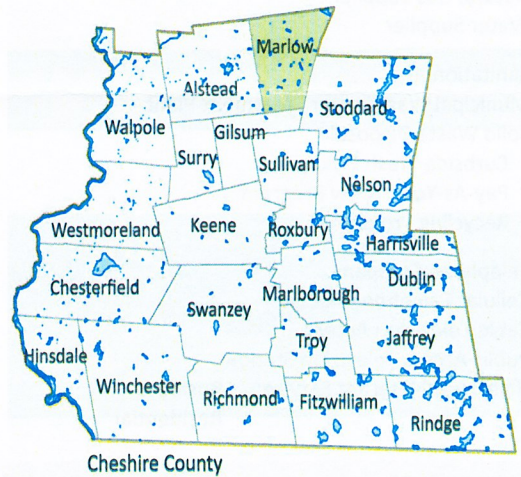 Marlow
Alstead
Stoddard
Walpole
Gilsum
Surry
Sullivan
Nelson
Westmoreland
Keene
Roxbury
Harrisville
Chesterfield
Dublin
Marlborough
Swanzey
Hinsdale
Troy
Jaffrey
Winchester
Richmond
Fitzwilliam
Rindge
Cheshire County